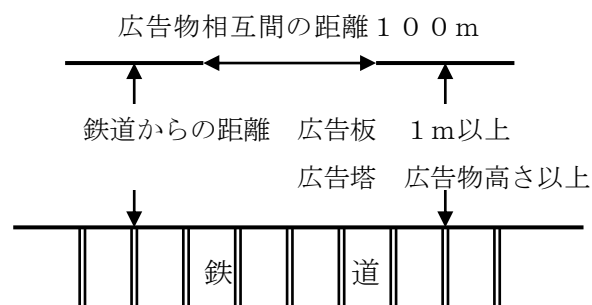 広告物相互間の距離１００ｍ
鉄道からの距離　広告板　１ｍ以上
広告塔　広告物高さ以上
鉄　道